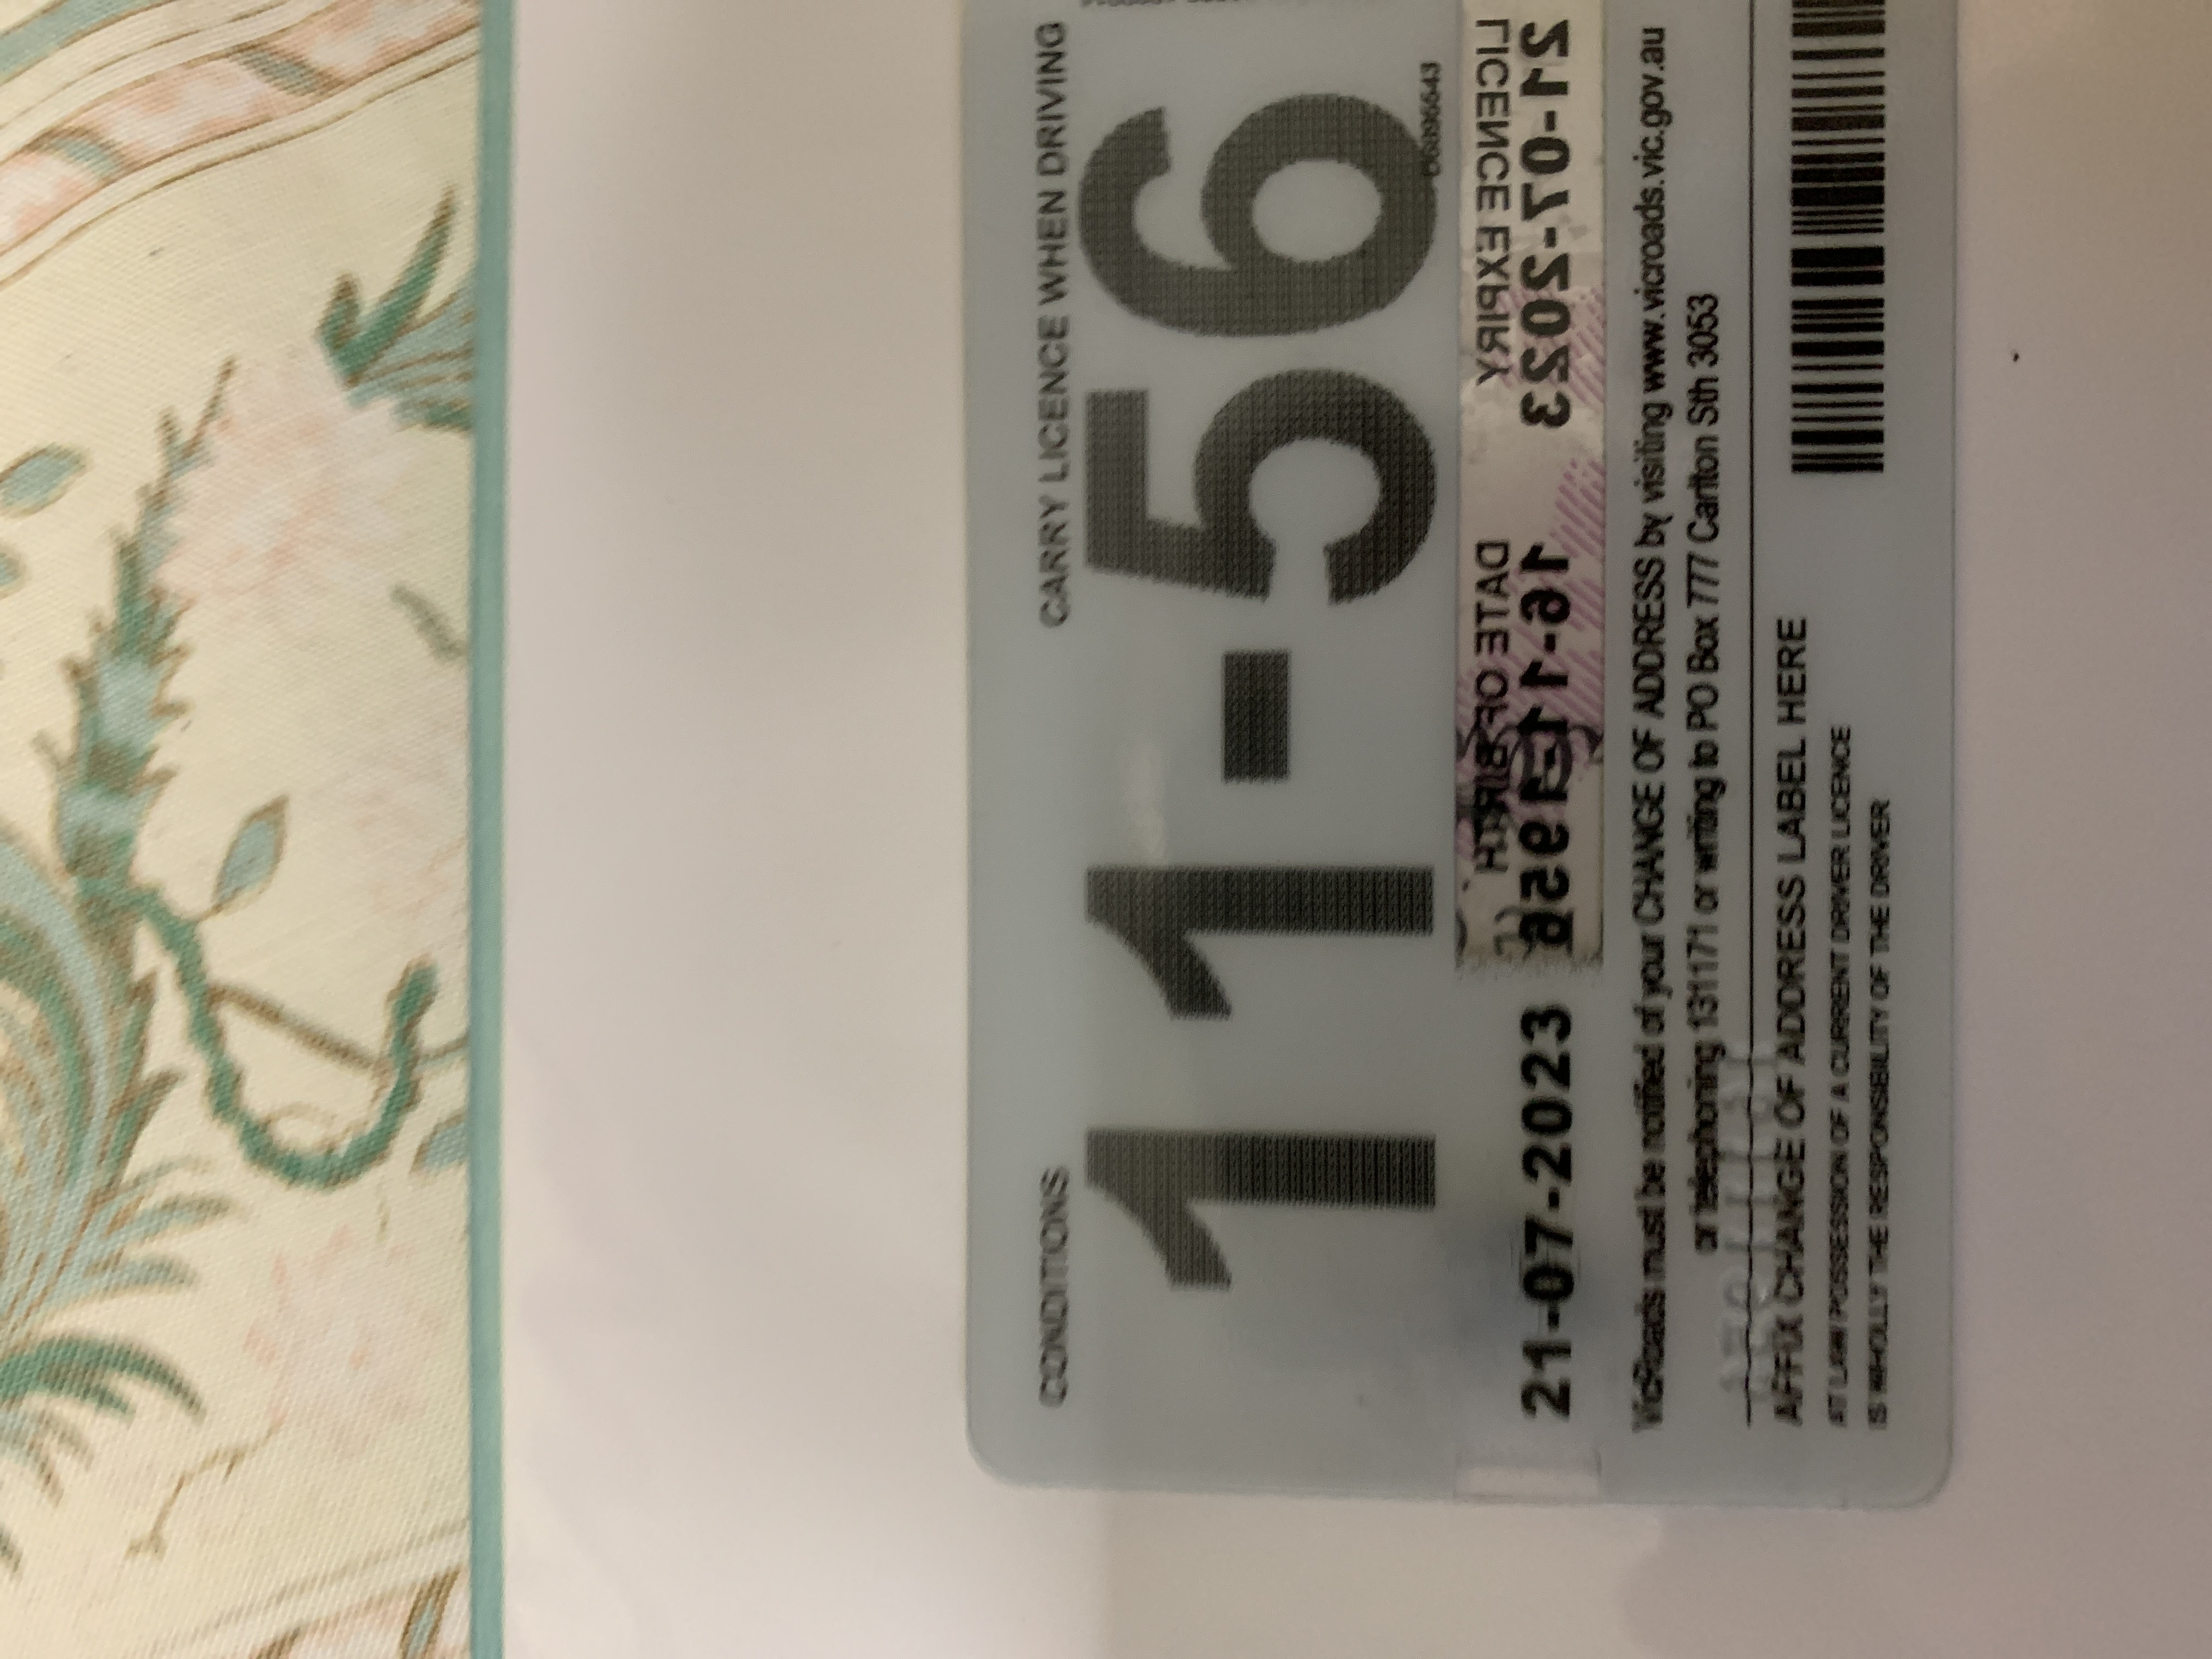 CONDITIONS
CARRY LICENCE WHEN DRIVING
11-56
D6895543
DATE OF BIRTH
LICENCE EXPIRY
21-07-2023
16-11-1956
21-07-2023
VicRoads must be notified of your CHANGE OF ADDRESS by visiting www.vicroads.vic.gov.au
or telephoning 131171 or writing to PO Box 777 Carlton Sth 3053
AFFIX CHANGE OF ADDRESS LABEL HERE
AT LAW POSSESSION OF A CURRENT DRIVER LICENCE
IS WHOLLY THE RESPONSIBILITY OF THE DRIVER